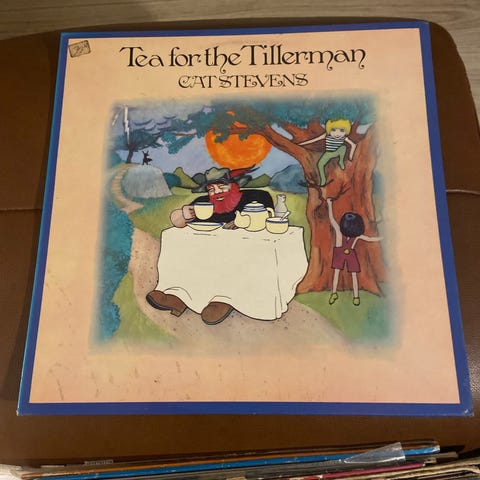 Tea for the Tillerman
CAT STEVENS